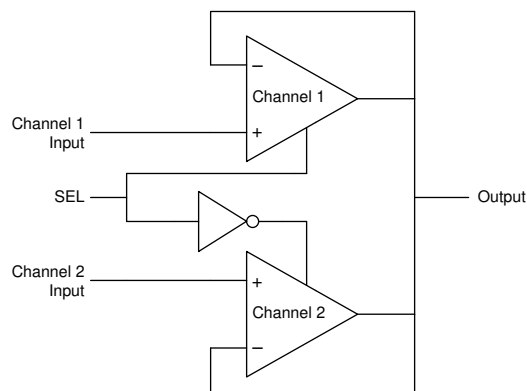 −
Channel 1
+
Channel 1
Input
SEL
Output
Channel 2
Input
+
Channel 2
−